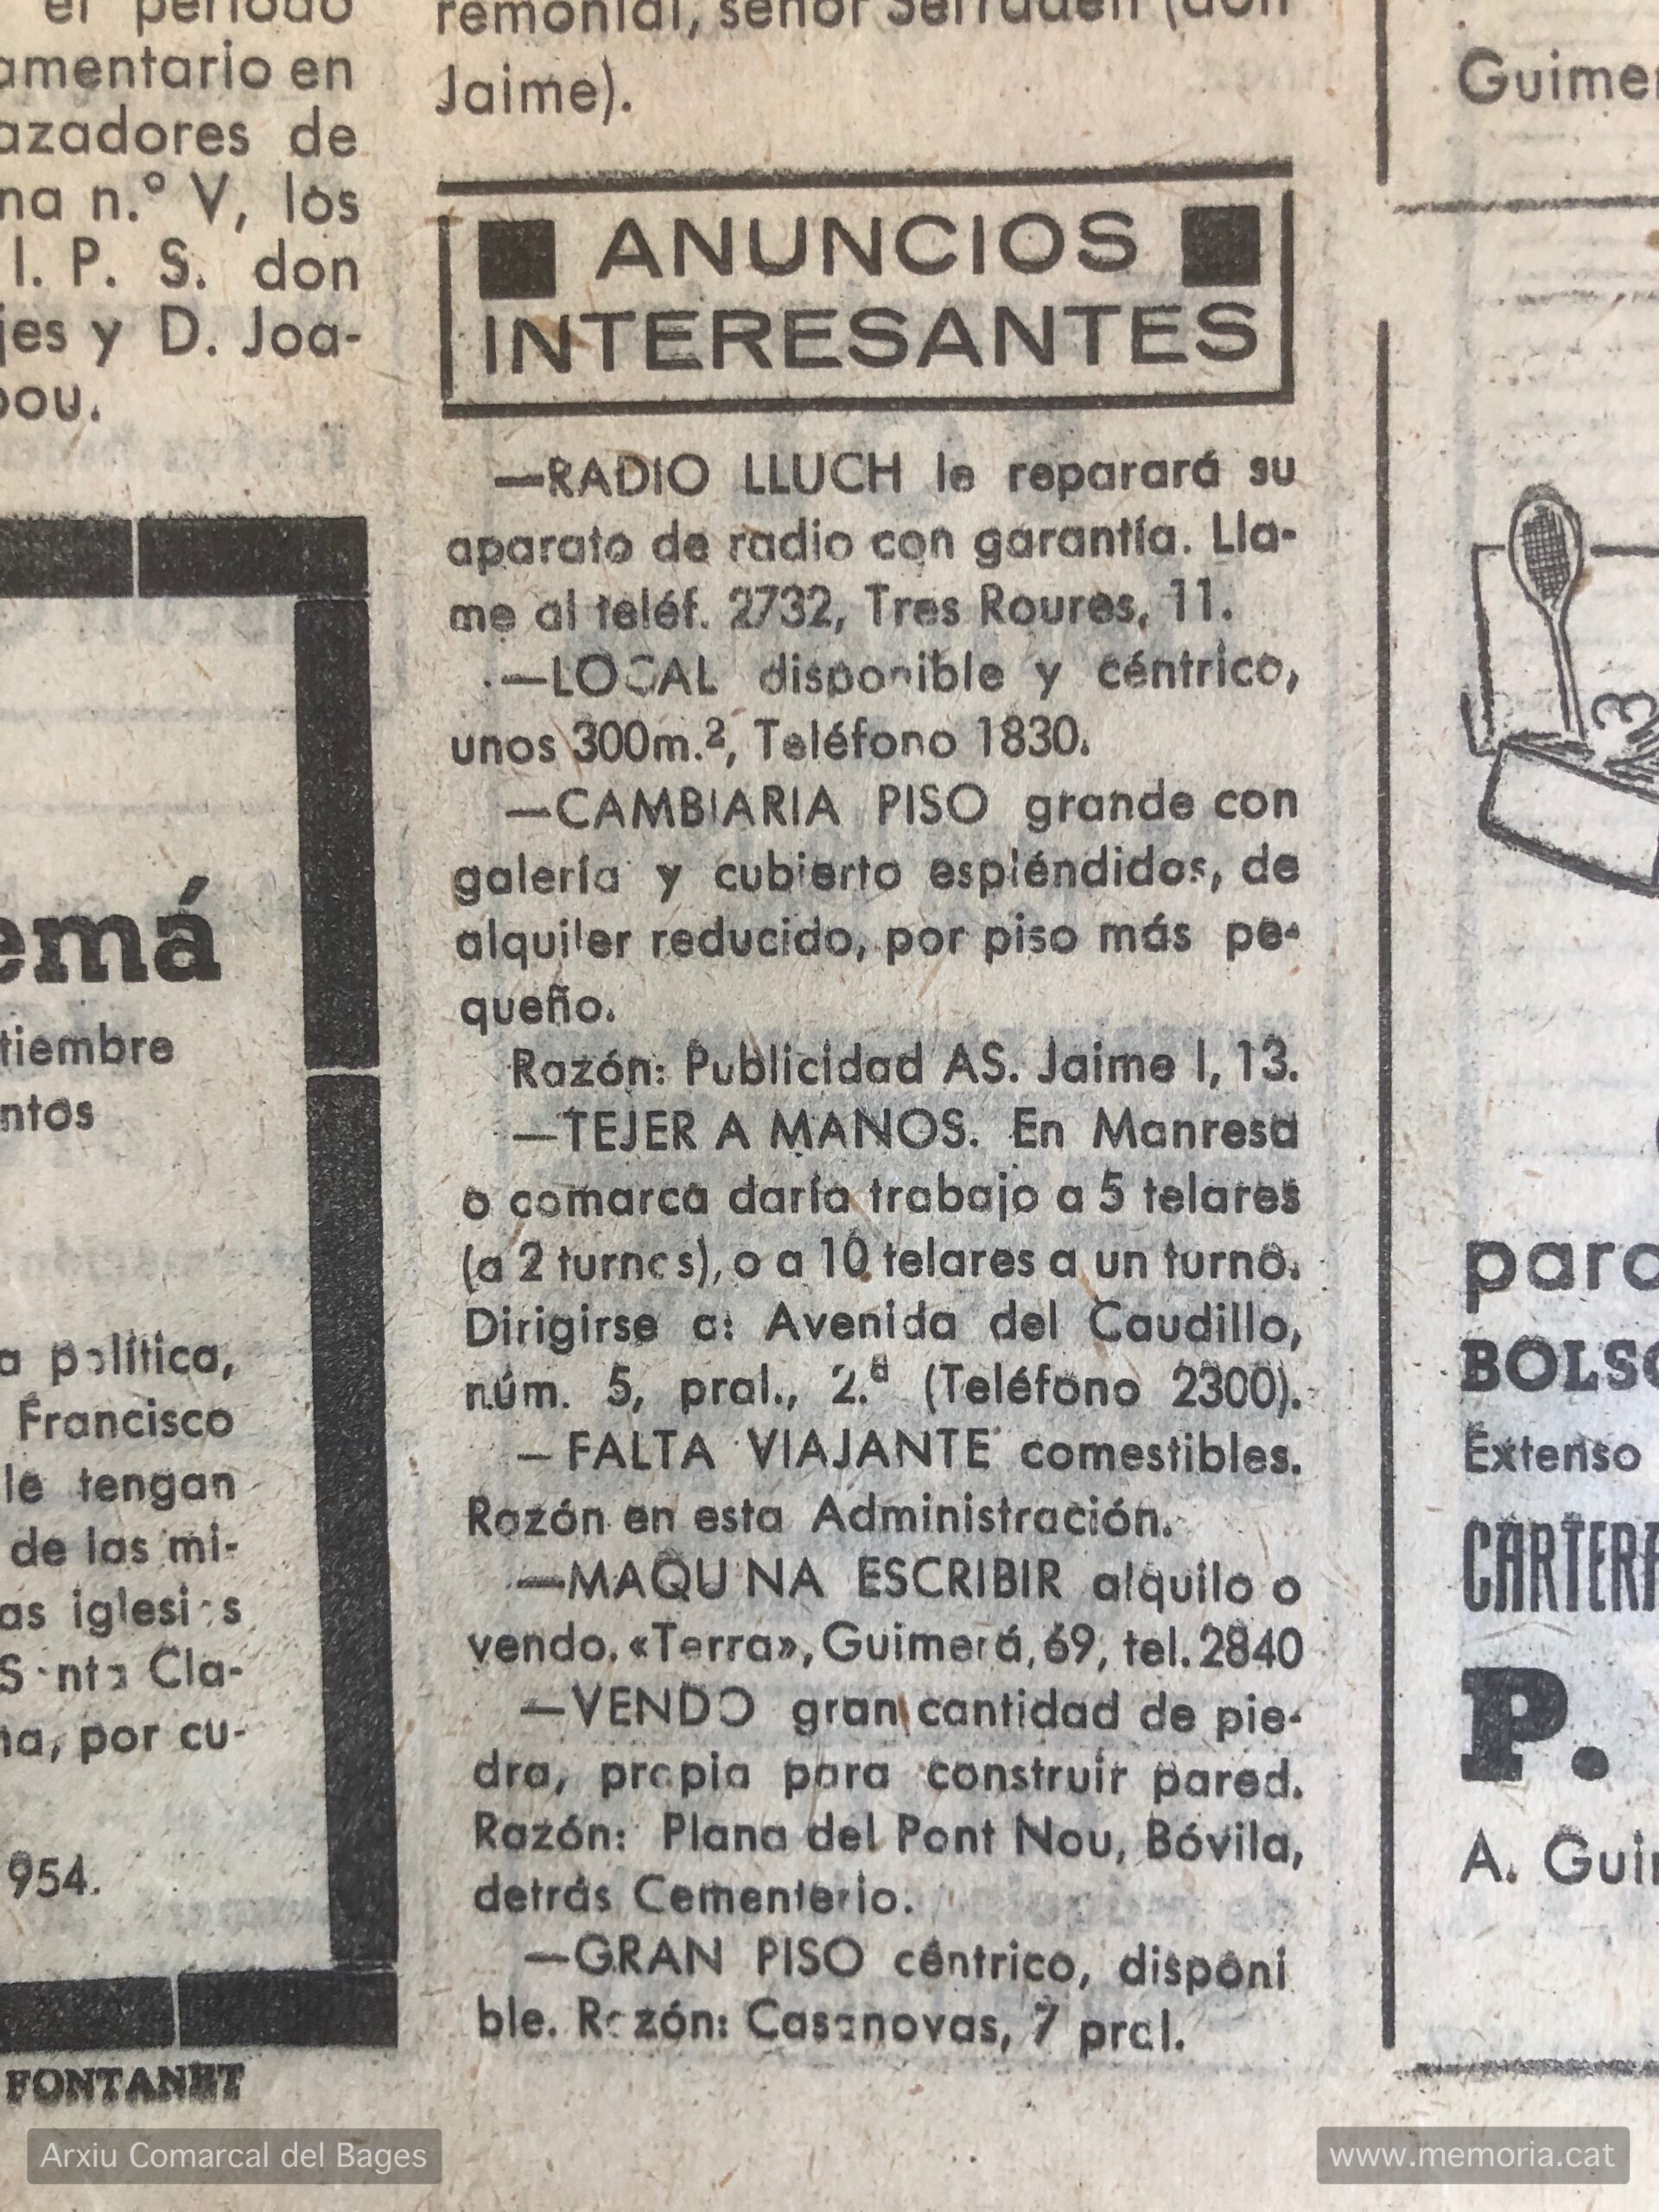 el período
amentario en
azadores de
na n.º V, los
I. P. S. don
jes y D. Joa-
pou.
emá
tiembre
ntos
a política,
Francisco
le tengan
de las mi-
as iglesias
Santa Cla-
na, por cu-
954.
FONTANET
remonial, señor
Jaime).
ANUNCIOS
INTERESANTES
—RADIO LLUCH le reparará su
aparato de radio con garantía. Lla-
me al teléf. 2732, Tres Roures, 11.
—LOCAL disponible y céntrico,
unos 300m.², Teléfono 1830.
—CAMBIARIA PISO grande con
galería y cubierto espléndidos, de
alquiler reducido, por piso más pe-
queño.
Razón: Publicidad AS. Jaime I, 13.
—TEJER A MANOS. En Manresa
o comarca daría trabajo a 5 telares
(a 2 turnos), o a 10 telares a un turno.
Dirigirse a: Avenida del Caudillo,
núm. 5, pral., 2.ª (Teléfono 2300).
—FALTA VIAJANTE comestibles.
Razón en esta Administración.
—MAQUINA ESCRIBIR alquilo o
vendo. «Terra», Guimerá, 69, tel. 2840
—VENDO gran cantidad de pie-
dra, propia para construir pared.
Razón: Plana del Pont Nou, Bóvila,
detrás Cementerio.
—GRAN PISO céntrico, disponi
ble. Razón: Casanovas, 7 pral.
Guimer
3
para
BOLSO
Extenso
CARTERA
P.
A. Guim
Arxiu Comarcal del Bages
www.memoria.cat